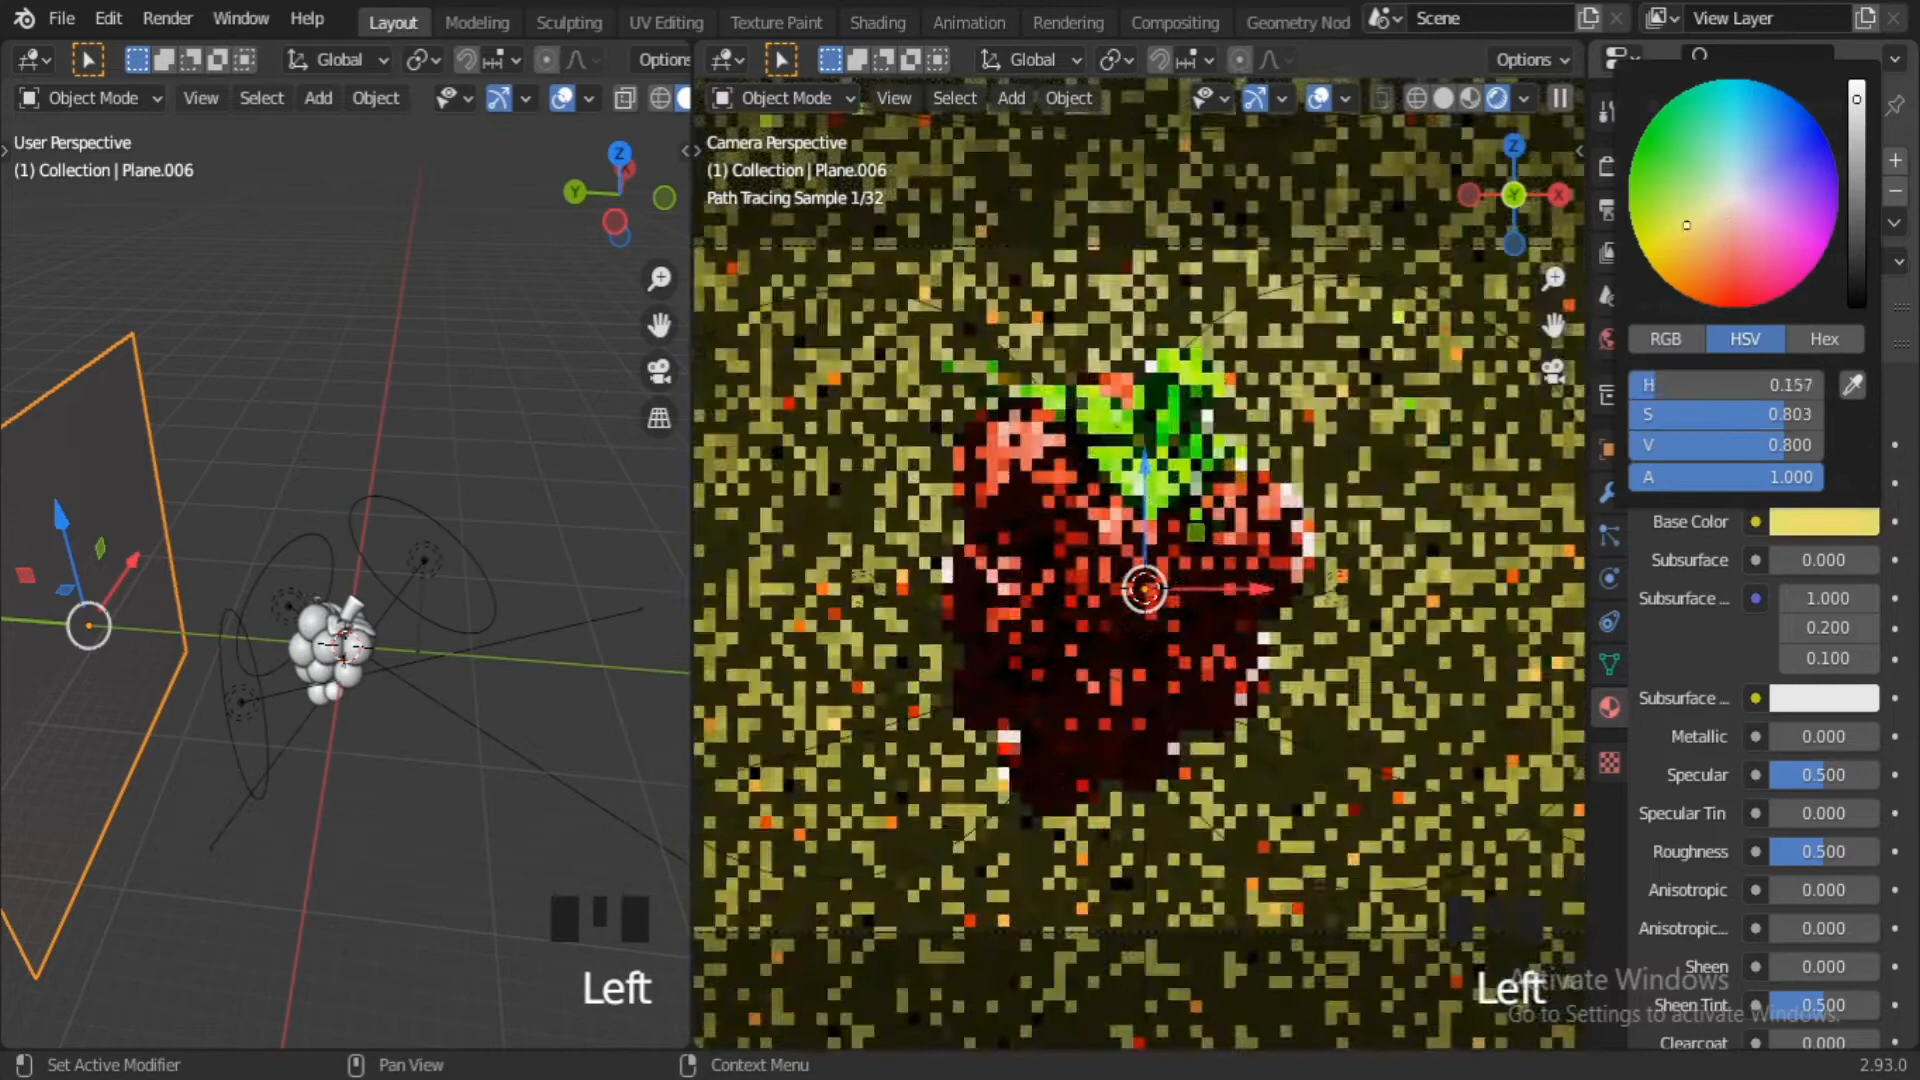 File Edit Render Window Help Layout Modeling Sculpting UV Editing Texture Paint Shading Animation Rendering Compositing Geometry Nod Scene View Layer
Global Options Global Options
Object Mode View Select Add Object Object Mode View Select Add Object
User Perspective
(1) Collection | Plane.006
Z
Y
Camera Perspective
(1) Collection | Plane.006
Path Tracing Sample 1/32
Z
Y
X
RGB HSV Hex
H 0.157
S 0.803
V 0.800
A 1.000
Base Color
Subsurface 0.000
Subsurface ... 1.000
0.200
0.100
Subsurface ...
Metallic 0.000
Specular 0.500
Specular Tin 0.000
Roughness 0.500
Anisotropic 0.000
Anisotropic... 0.000
Sheen 0.000
Sheen Tint 0.500
Clearcoat 0.000
Left
Left
Activate Windows
Go to Settings to activate Windows.
Set Active Modifier Pan View Context Menu 2.93.0